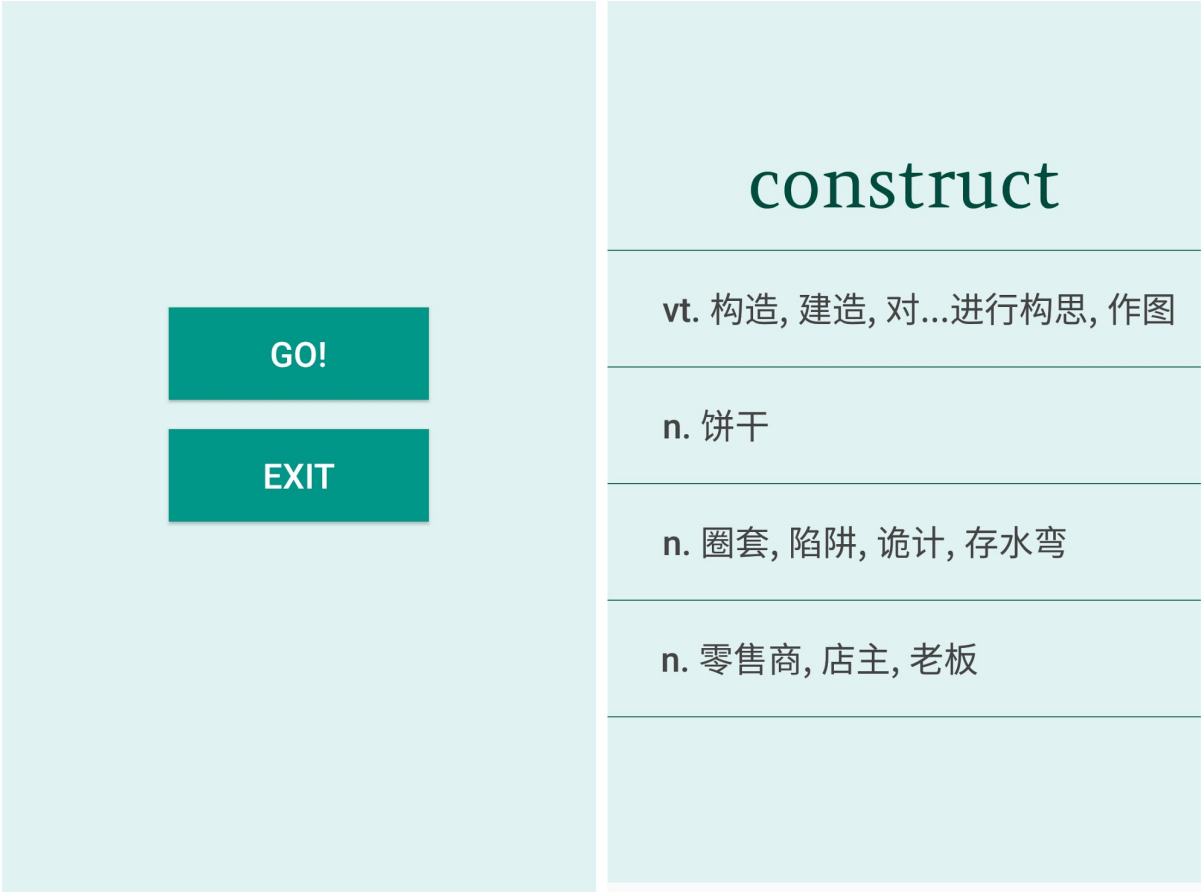 GO!
EXIT
construct
vt. 构造, 建造, 对...进行构思, 作图
n. 饼干
n. 圈套, 陷阱, 诡计, 存水弯
n. 零售商, 店主, 老板